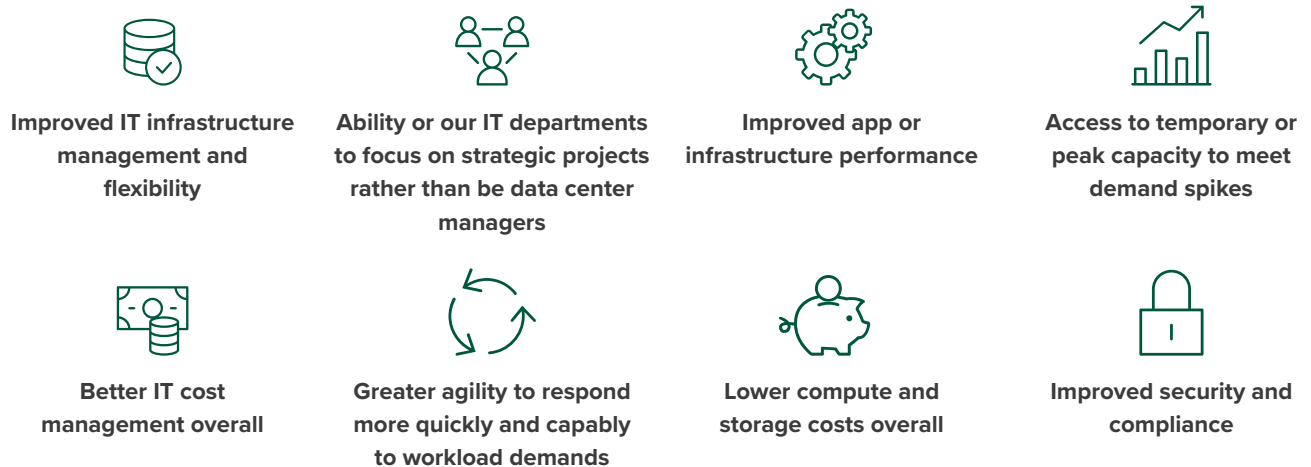 Improved IT infrastructure
management and
flexibility
Ability or our IT departments
to focus on strategic projects
rather than be data center
managers
Improved app or
infrastructure performance
Access to temporary or
peak capacity to meet
demand spikes
Better IT cost
management overall
Greater agility to respond
more quickly and capably
to workload demands
Lower compute and
storage costs overall
Improved security and
compliance